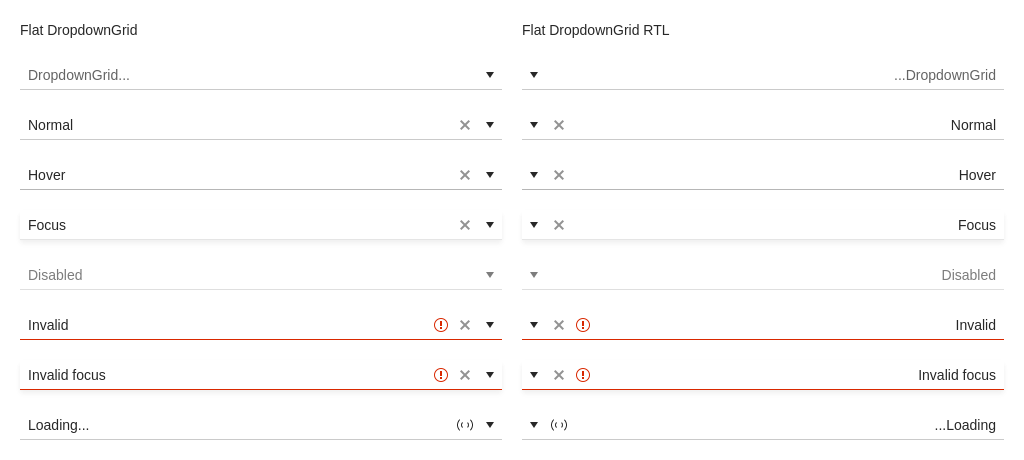 Flat DropdownGrid
DropdownGrid...
Normal
Hover
Focus
Disabled
Invalid
Invalid focus
Loading...
Flat DropdownGrid RTL
...DropdownGrid
Normal
Hover
Focus
Disabled
Invalid
Invalid focus
...Loading